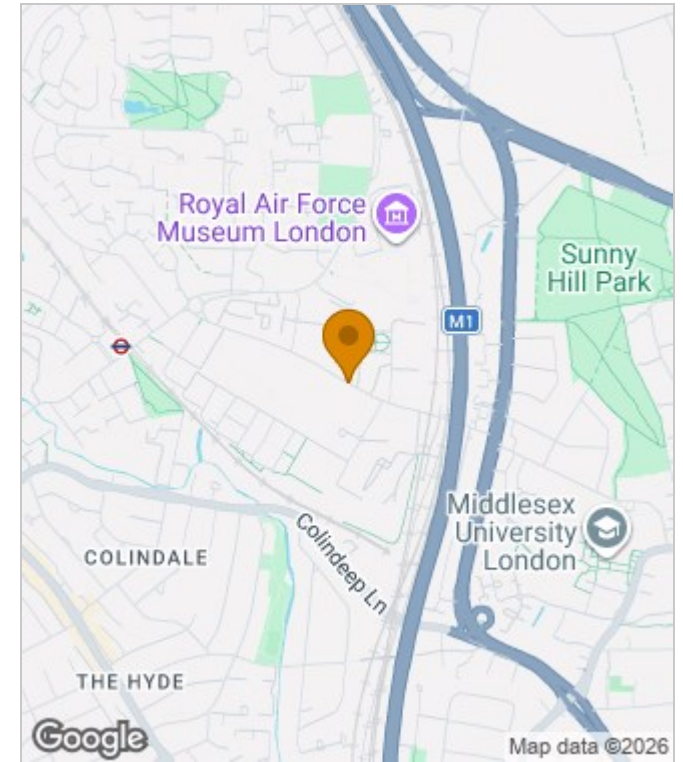 Royal Air Force
Museum London
Sunny
Hill Park
M1
Middlesex
University
London
Colindeep Ln
COLINDALE
THE HYDE
Google
Map data ©2026